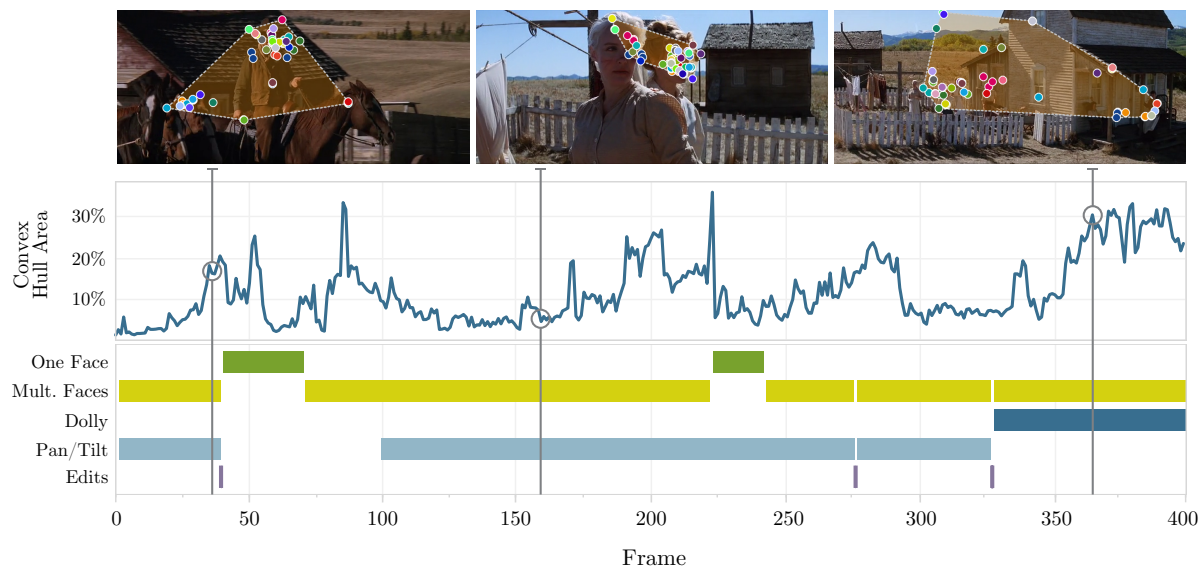 Convex
Hull Area
30%
20%
10%
One Face
Mult. Faces
Dolly
Pan/Tilt
Edits
0 50 100 150 200 250 300 350 400
Frame